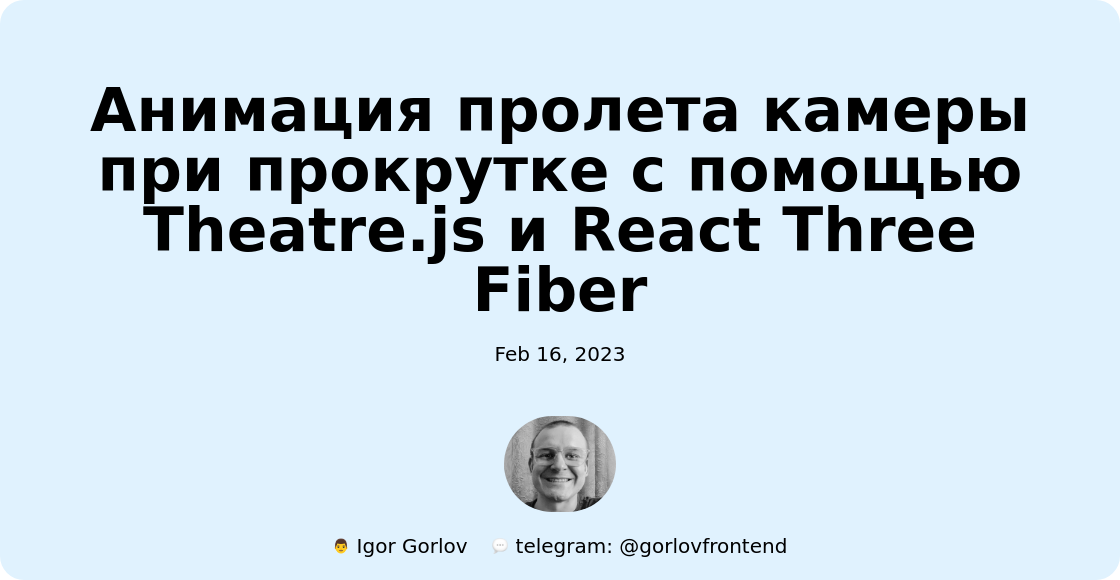 Анимация пролета камеры
при прокрутке с помощью
Theatre.js и React Three
Fiber
Feb 16, 2023
👨 Igor Gorlov 💬 telegram: @gorlovfrontend